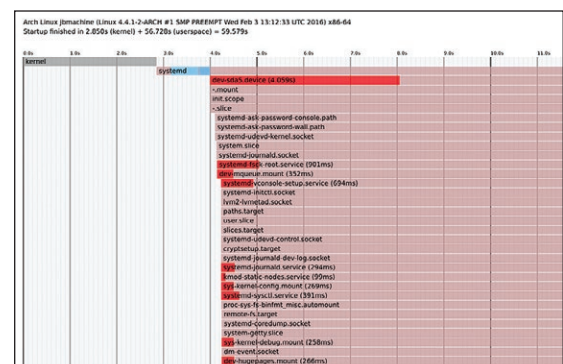 Arch Linux jbmachine (Linux 4.4.1-2-ARCH #1 SMP PREEMPT Wed Feb 3 13:12:33 UTC 2016) x86-64
Startup finished in 2.850s (kernel) + 56.728s (userspace) = 59.579s
0.0s 1.0s 2.0s 3.0s 4.0s 5.0s 6.0s 7.0s 8.0s 9.0s 10.0s 11.0s
kernel
systemd
dev-sda5.device (4.059s)
-.mount
init.scope
-.slice
systemd-ask-password-console.path
systemd-ask-password-wall.path
systemd-udevd-kernel.socket
system.slice
systemd-journald.socket
systemd-fsck-root.service (901ms)
dev-mqueue.mount (352ms)
systemd-vconsole-setup.service (694ms)
systemd-initctl.socket
lvm2-lvmetad.socket
paths.target
user.slice
slices.target
systemd-udevd-control.socket
cryptsetup.target
systemd-journald-dev-log.socket
systemd-journald.service (294ms)
kmod-static-nodes.service (99ms)
sys-kernel-config.mount (269ms)
systemd-sysctl.service (391ms)
proc-sys-fs-binfmt_misc.automount
remote-fs.target
systemd-coredump.socket
system-getty.slice
sys-kernel-debug.mount (258ms)
dm-event.socket
dev-hugepages.mount (266ms)